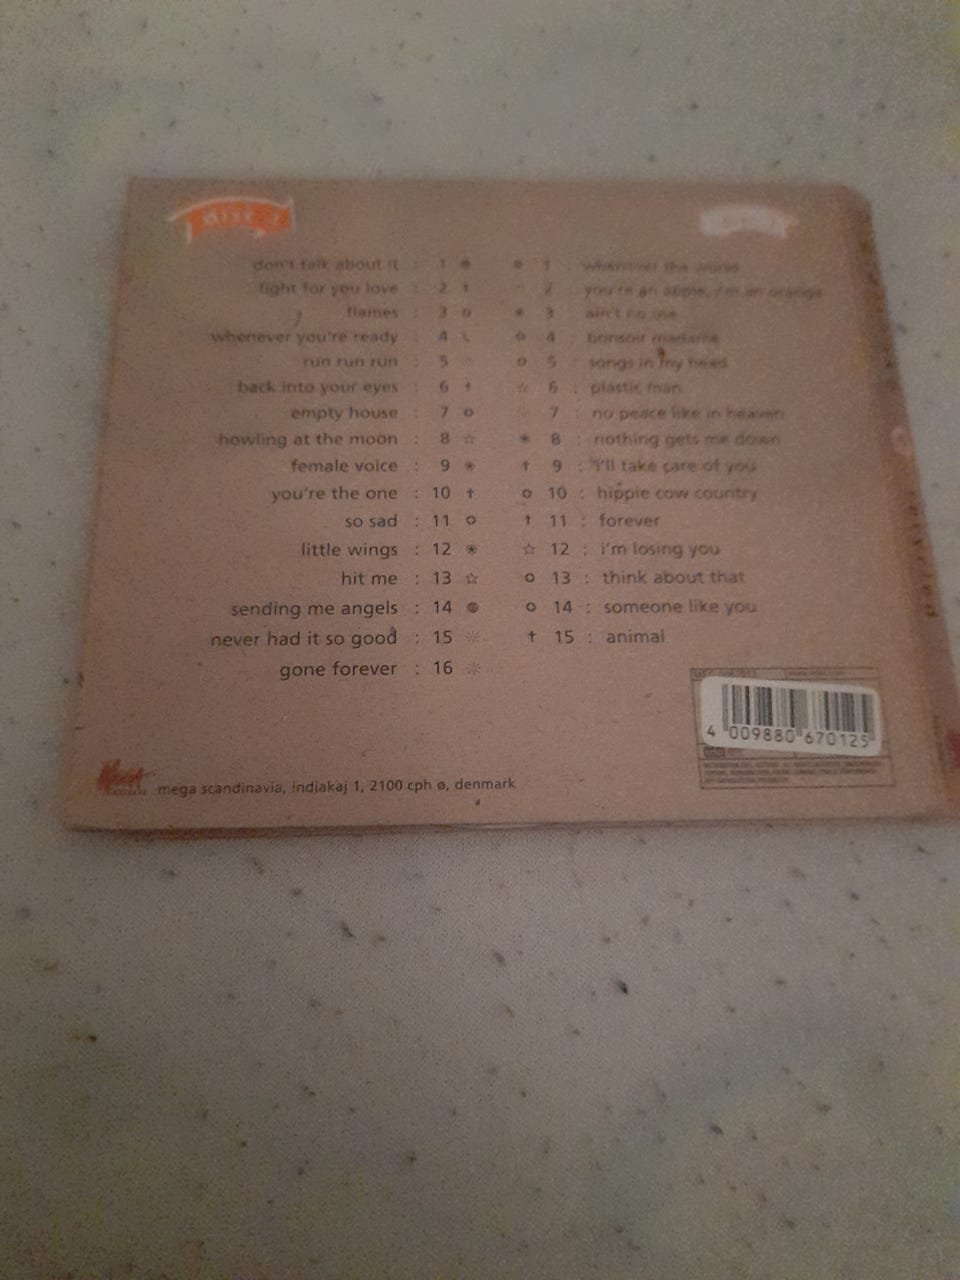 disc 1
don't talk about it : 1
fight for you love : 2
flames : 3
whenever you're ready : 4
run run run : 5
back into your eyes : 6
empty house : 7
howling at the moon : 8
female voice : 9
you're the one : 10
so sad : 11
little wings : 12
hit me : 13
sending me angels : 14
never had it so good : 15
gone forever : 16
1 : the world
2 : you're an apple, i'm an orange
3 : ain't no use
4 : bonsoir madame
5 : songs in my head
6 : plastic man
7 : no peace like in heaven
8 : nothing gets me down
9 : i'll take care of you
10 : hippie cow country
11 : forever
12 : i'm losing you
13 : think about that
14 : someone like you
15 : animal
4 009880 670125
mega scandinavia, indiakaj 1, 2100 cph ø, denmark